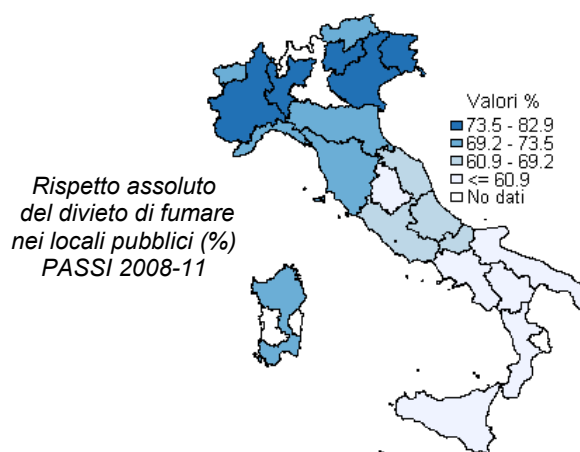 Rispetto assoluto
del divieto di fumare
nei locali pubblici (%)
PASSI 2008-11
Valori %
73.5 - 82.9
69.2 - 73.5
60.9 - 69.2
<= 60.9
No dati